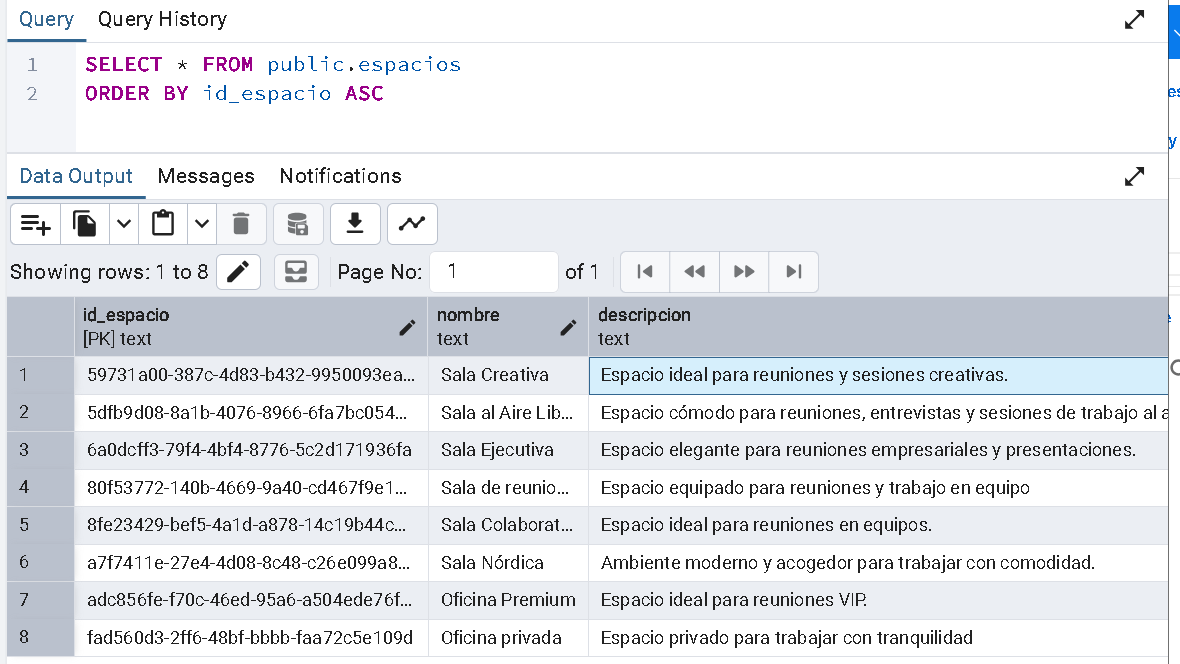 Query Query History
1 SELECT * FROM public.espacios
2 ORDER BY id_espacio ASC
Data Output Messages Notifications
Showing rows: 1 to 8 Page No: 1 of 1
id_espacio nombre descripcion
[PK] text text text
1 59731a00-387c-4d83-b432-9950093ea... Sala Creativa Espacio ideal para reuniones y sesiones creativas.
2 5dfb9d08-8a1b-4076-8966-6fa7bc054... Sala al Aire Lib... Espacio cómodo para reuniones, entrevistas y sesiones de trabajo al a
3 6a0dcff3-79f4-4bf4-8776-5c2d171936fa Sala Ejecutiva Espacio elegante para reuniones empresariales y presentaciones.
4 80f53772-140b-4669-9a40-cd467f9e1... Sala de reunio... Espacio equipado para reuniones y trabajo en equipo
5 8fe23429-bef5-4a1d-a878-14c19b44c... Sala Colaborat... Espacio ideal para reuniones en equipos.
6 a7f7411e-27e4-4d08-8c48-c26e099a8... Sala Nórdica Ambiente moderno y acogedor para trabajar con comodidad.
7 adc856fe-f70c-46ed-95a6-a504ede76f... Oficina Premium Espacio ideal para reuniones VIP.
8 fad560d3-2ff6-48bf-bbbb-faa72c5e109d Oficina privada Espacio privado para trabajar con tranquilidad